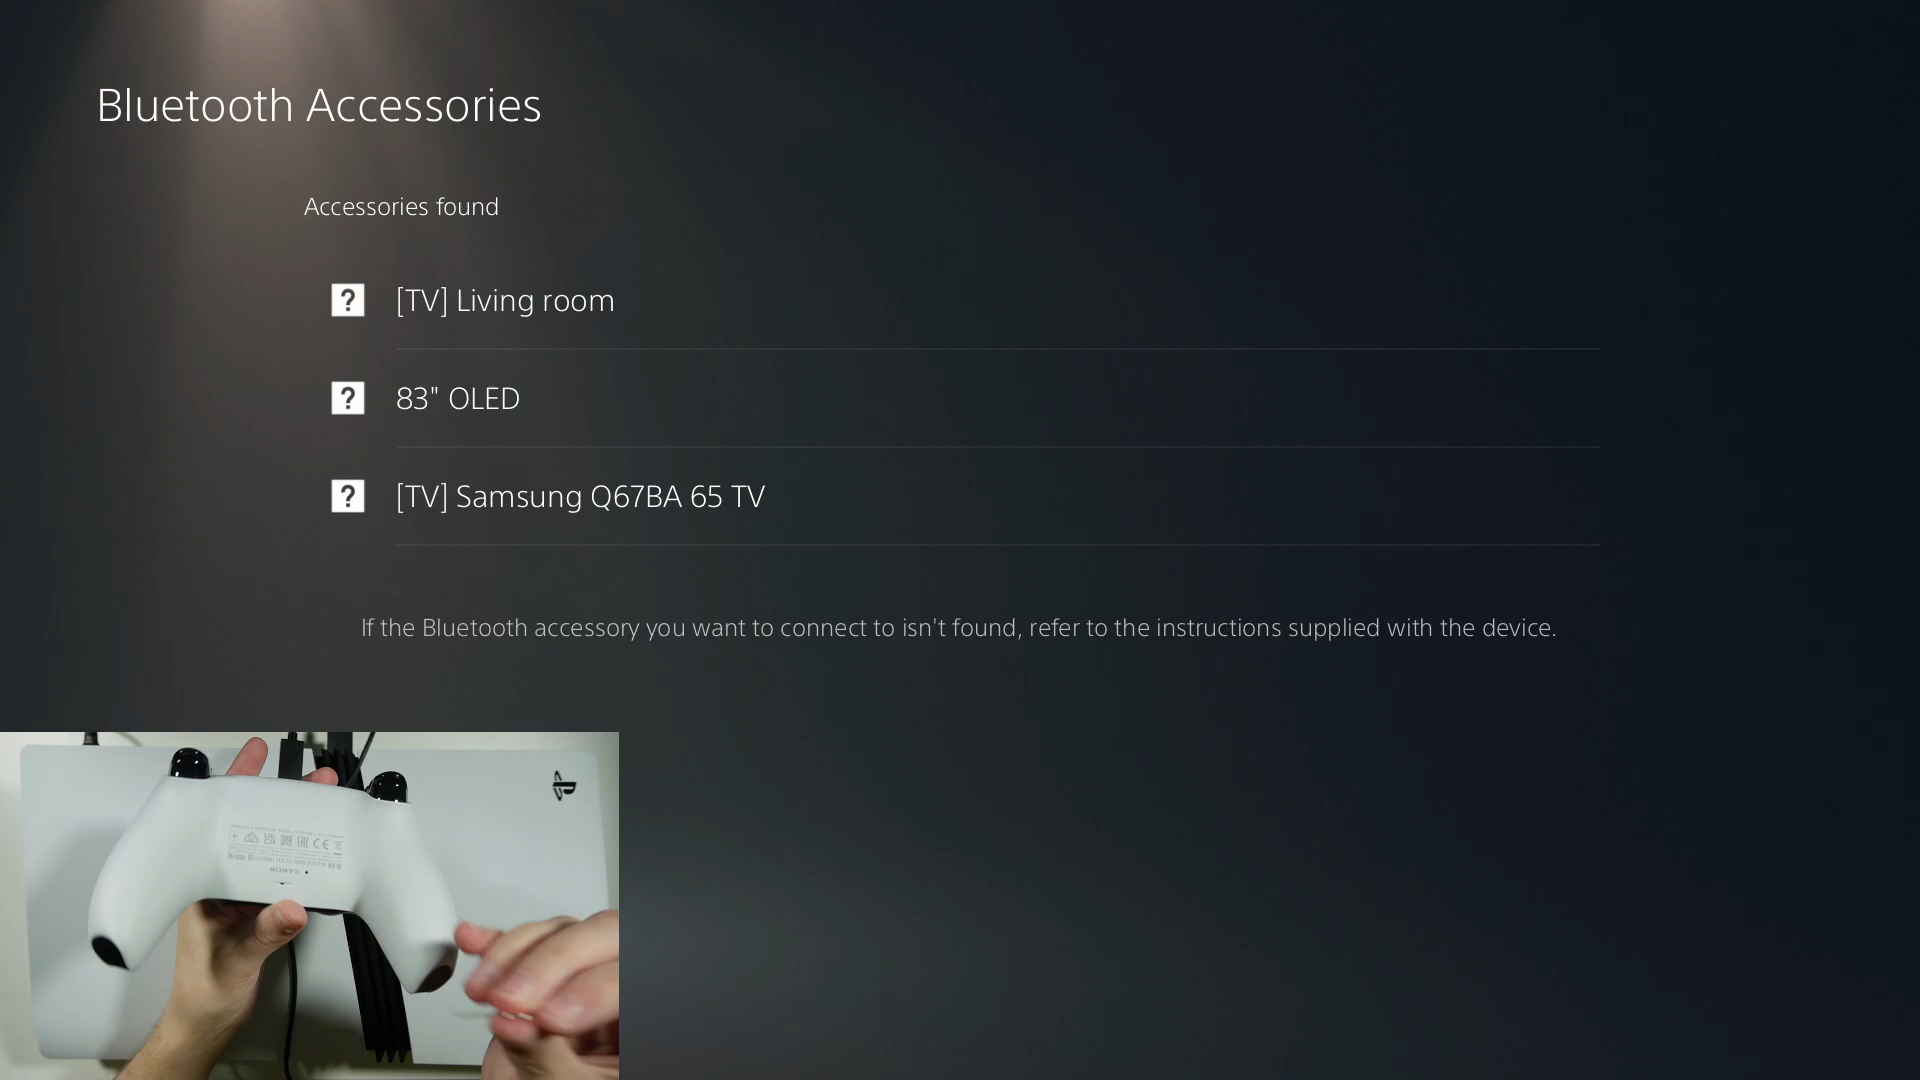 Bluetooth Accessories
Accessories found
[TV] Living room
83" OLED
[TV] Samsung Q67BA 65 TV
If the Bluetooth accessory you want to connect to isn't found, refer to the instructions supplied with the device.
SONY